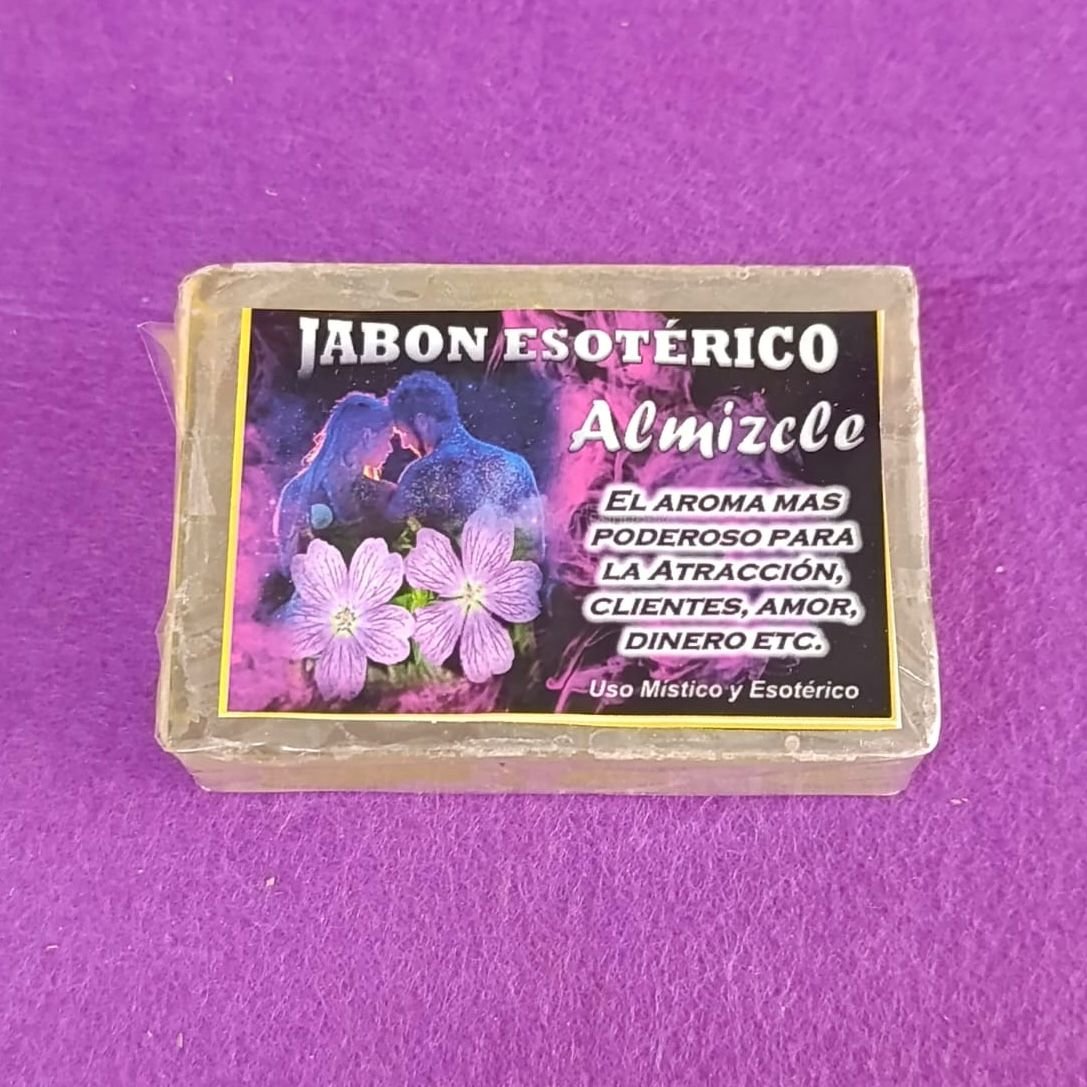 JABON ESOTÉRICO
Almizcle
EL AROMA MAS
PODEROSO PARA
LA ATRACCIÓN,
CLIENTES, AMOR,
DINERO ETC.
Uso Místico y Esotérico